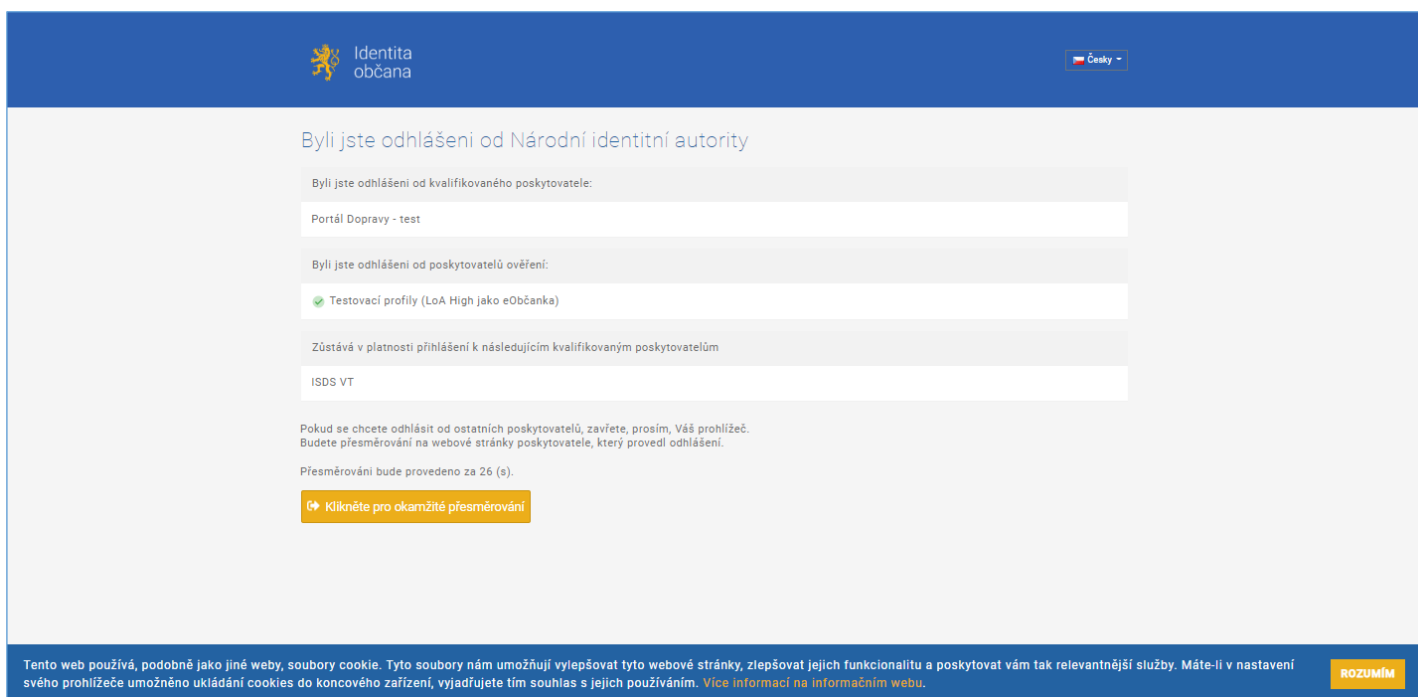 Identita
občana
Česky
Byli jste odhlášeni od Národní identitní autority
Byli jste odhlášeni od kvalifikovaného poskytovatele:
Portál Dopravy - test
Byli jste odhlášeni od poskytovatelů ověření:
Testovací profily (LoA High jako eObčanka)
Zůstává v platnosti přihlášení k následujícím kvalifikovaným poskytovatelům
ISDS VT
Pokud se chcete odhlásit od ostatních poskytovatelů, zavřete, prosím, Váš prohlížeč.
Budete přesměrování na webové stránky poskytovatele, který provedl odhlášení.
Přesměrováni bude provedeno za 26 (s).
Klikněte pro okamžité přesměrování
Tento web používá, podobně jako jiné weby, soubory cookie. Tyto soubory nám umožňují vylepšovat tyto webové stránky, zlepšovat jejich funkcionalitu a poskytovat vám tak relevantnější služby. Máte-li v nastavení
svého prohlížeče umožněno ukládání cookies do koncového zařízení, vyjadřujete tím souhlas s jejich používáním. Více informací na informačním webu.
ROZUMÍM